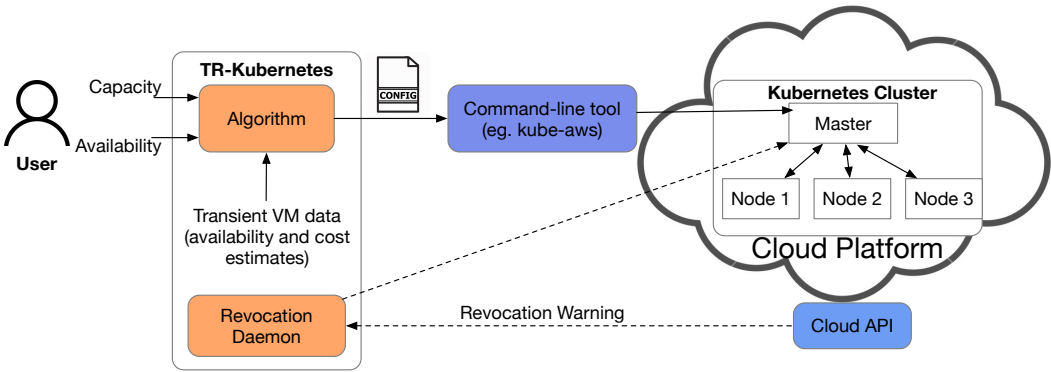 TR-Kubernetes
Capacity
Availability
User
Algorithm
Transient VM data
(availability and cost
estimates)
Revocation
Daemon
CONFIG
Command-line tool
(eg. kube-aws)
Kubernetes Cluster
Master
Node 1
Node 2
Node 3
Cloud Platform
Revocation Warning
Cloud API